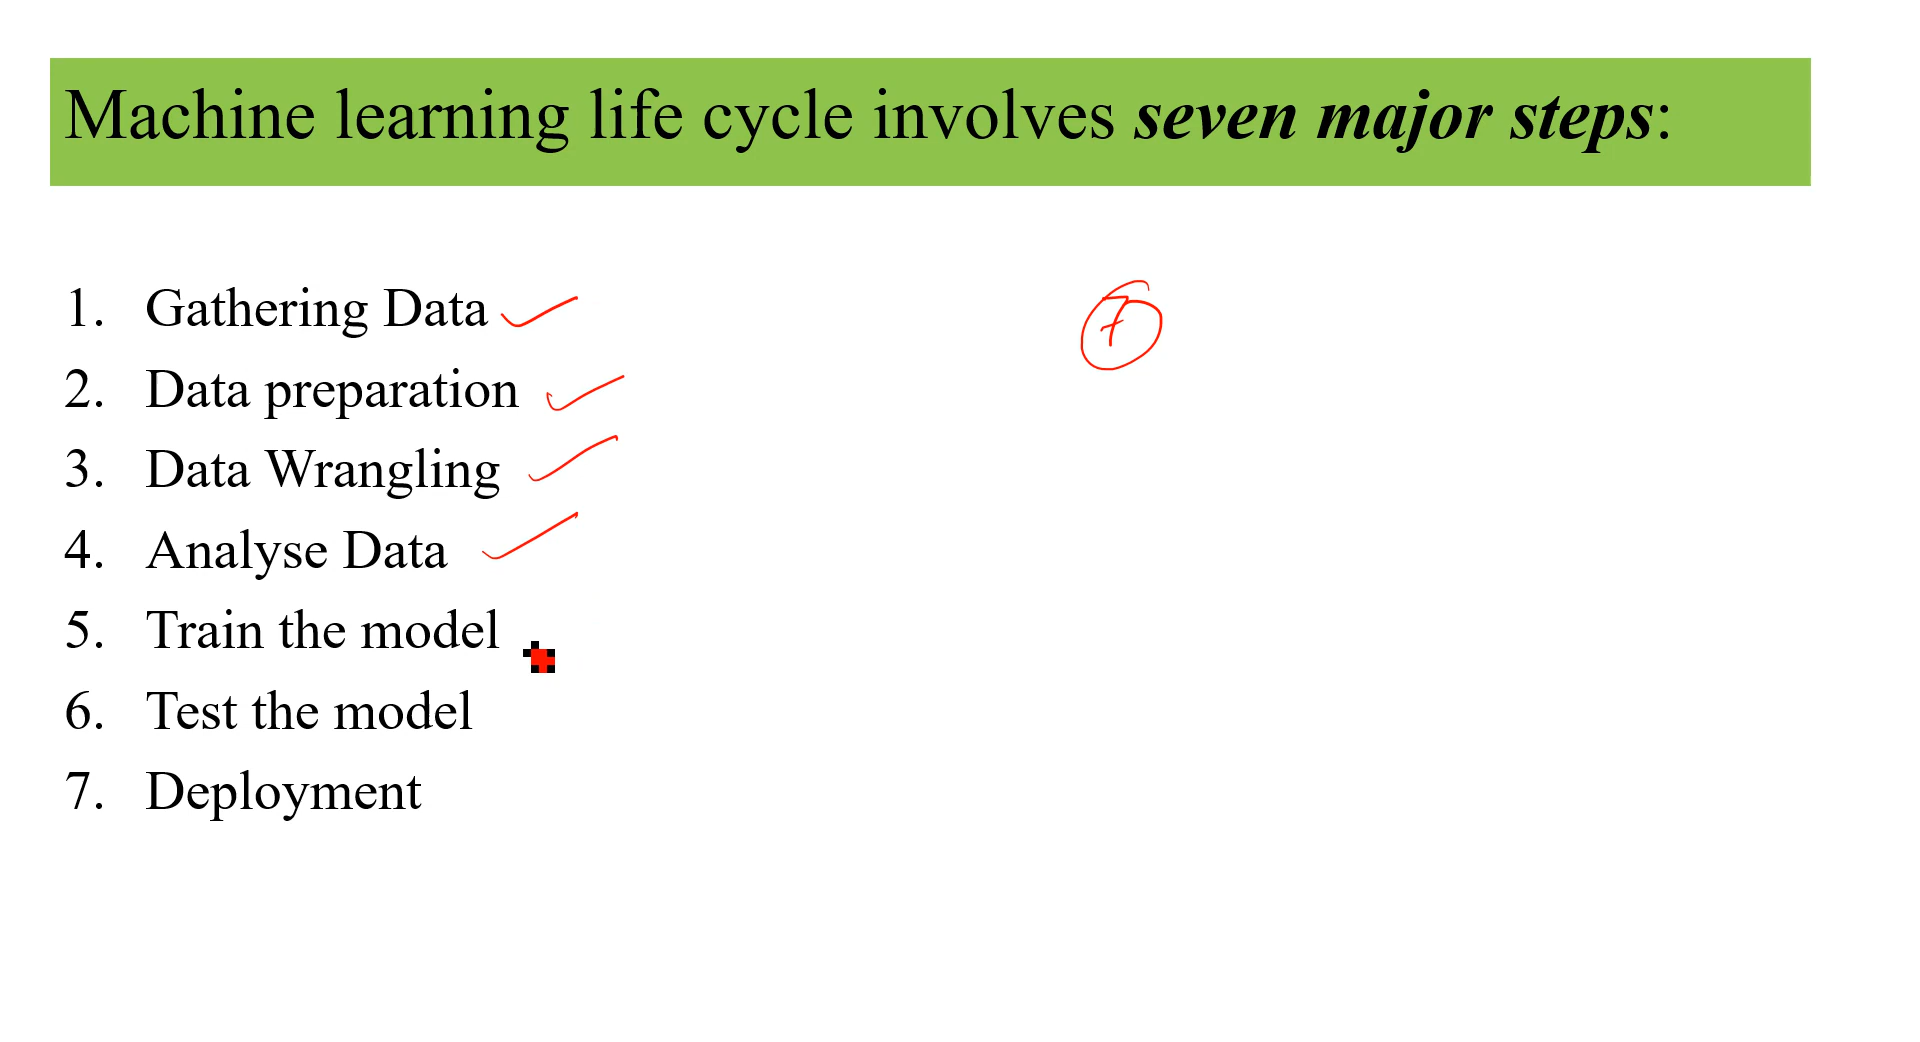 Machine learning life cycle involves seven major steps:
1. Gathering Data
7
2. Data preparation
3. Data Wrangling
4. Analyse Data
5. Train the model
6. Test the model
7. Deployment